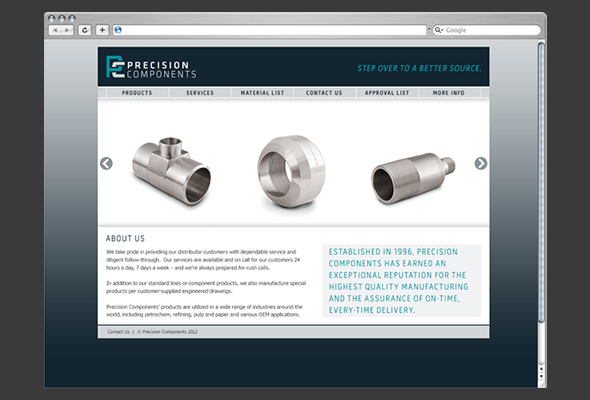 Google
PRECISION
COMPONENTS
STEP OVER TO A BETTER SOURCE.
PRODUCTS SERVICES MATERIAL LIST CONTACT US APPROVAL LIST MORE INFO
ABOUT US
We take pride in providing our distributor customers with dependable service and
diligent follow-through. Our services are available and on call for our customers 24
hours a day, 7 days a week – and we're always prepared for rush calls.
In addition to our standard lines or component products, we also manufacture special
products per customer-supplied engineered drawings.
Precision Components' products are utilized in a wide range of industries around the
world, including petrochem, refining, pulp and paper and various OEM applications.
ESTABLISHED IN 1996, PRECISION
COMPONENTS HAS EARNED AN
EXCEPTIONAL REPUTATION FOR THE
HIGHEST QUALITY MANUFACTURING
AND THE ASSURANCE OF ON-TIME,
EVERY-TIME DELIVERY.
Contact Us | © Precision Components 2012